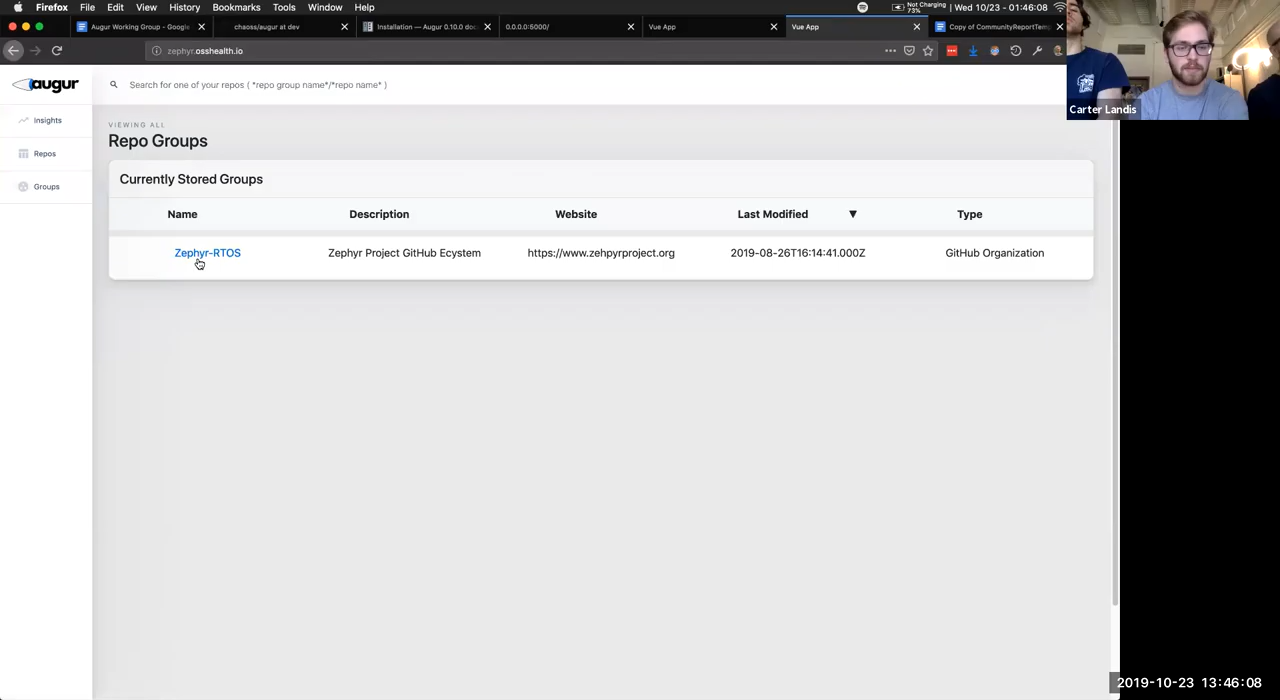 Firefox File Edit View History Bookmarks Tools Window Help Not Charging 73% Wed 10/23 - 01:46:08
Augur Working Group - Google chaoss/augur at dev Installation — Augur 0.10.0 doc 0.0.0.0:5000/ Vue App Vue App Copy of CommunityReportTemp
zephyr.osshealth.io
augur
Search for one of your repos ( *repo group name*/*repo name* )
Insights
Repos
Groups
VIEWING ALL
Repo Groups
Currently Stored Groups
Name Description Website Last Modified ▼ Type
Zephyr-RTOS Zephyr Project GitHub Ecystem https://www.zehpyrproject.org 2019-08-26T16:14:41.000Z GitHub Organization
Carter Landis
2019-10-23 13:46:08